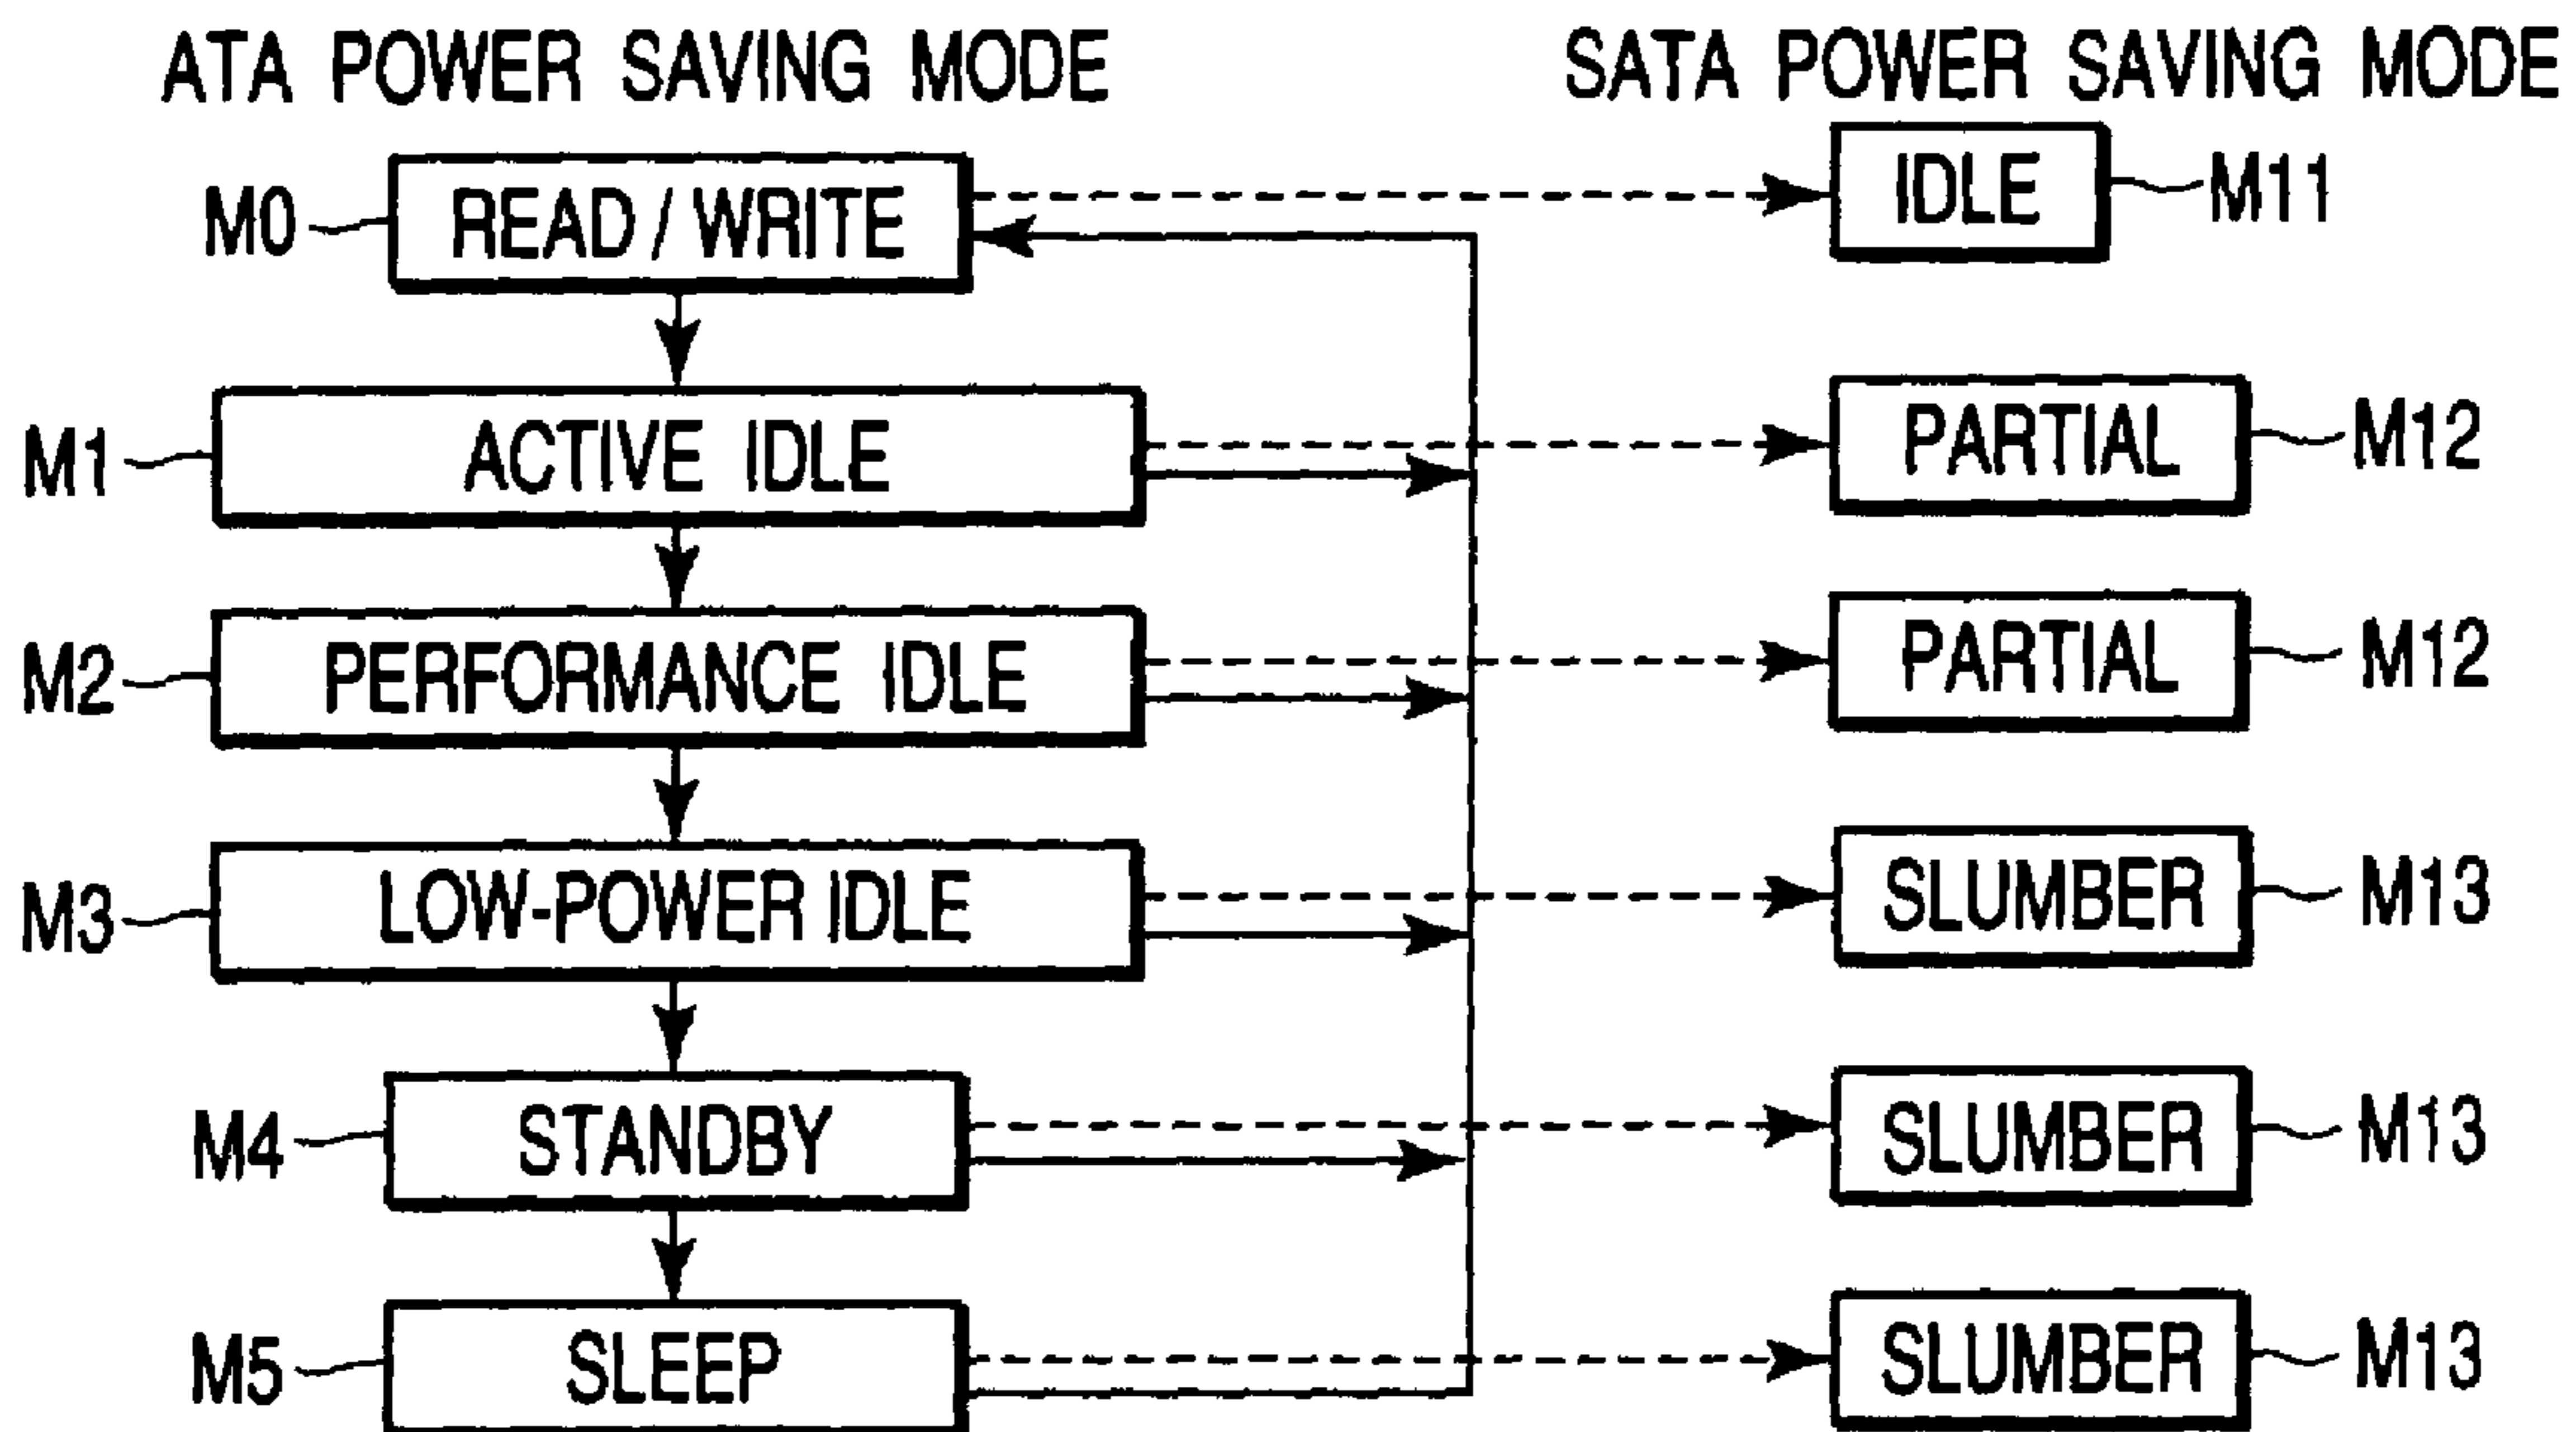 ATA POWER SAVING MODE
SATA POWER SAVING MODE
M0 READ / WRITE
IDLE M11
M1 ACTIVE IDLE
PARTIAL M12
M2 PERFORMANCE IDLE
PARTIAL M12
M3 LOW-POWER IDLE
SLUMBER M13
M4 STANDBY
SLUMBER M13
M5 SLEEP
SLUMBER M13